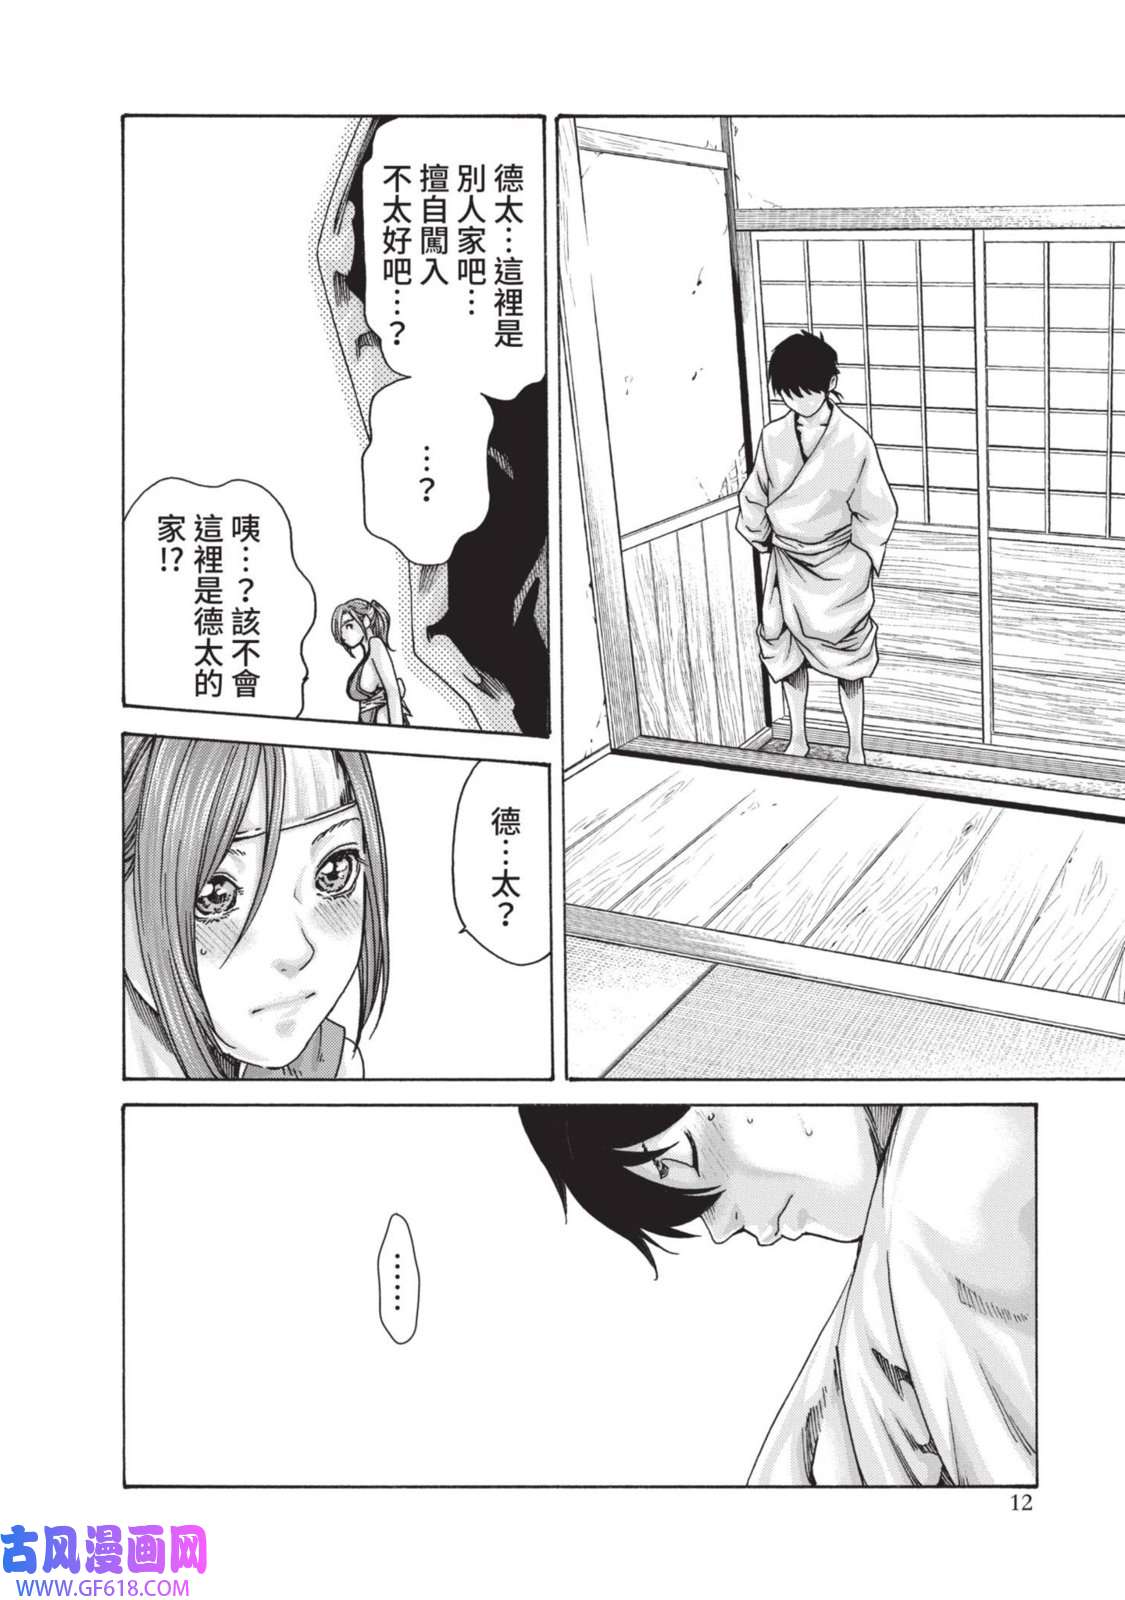 德太…這裡是
別人家吧…
擅自闖入
不太好吧…？
…？
咦…？該不會
這裡是德太的
家!?
德…太？
……
12
古风漫画网
WWW.GF618.COM